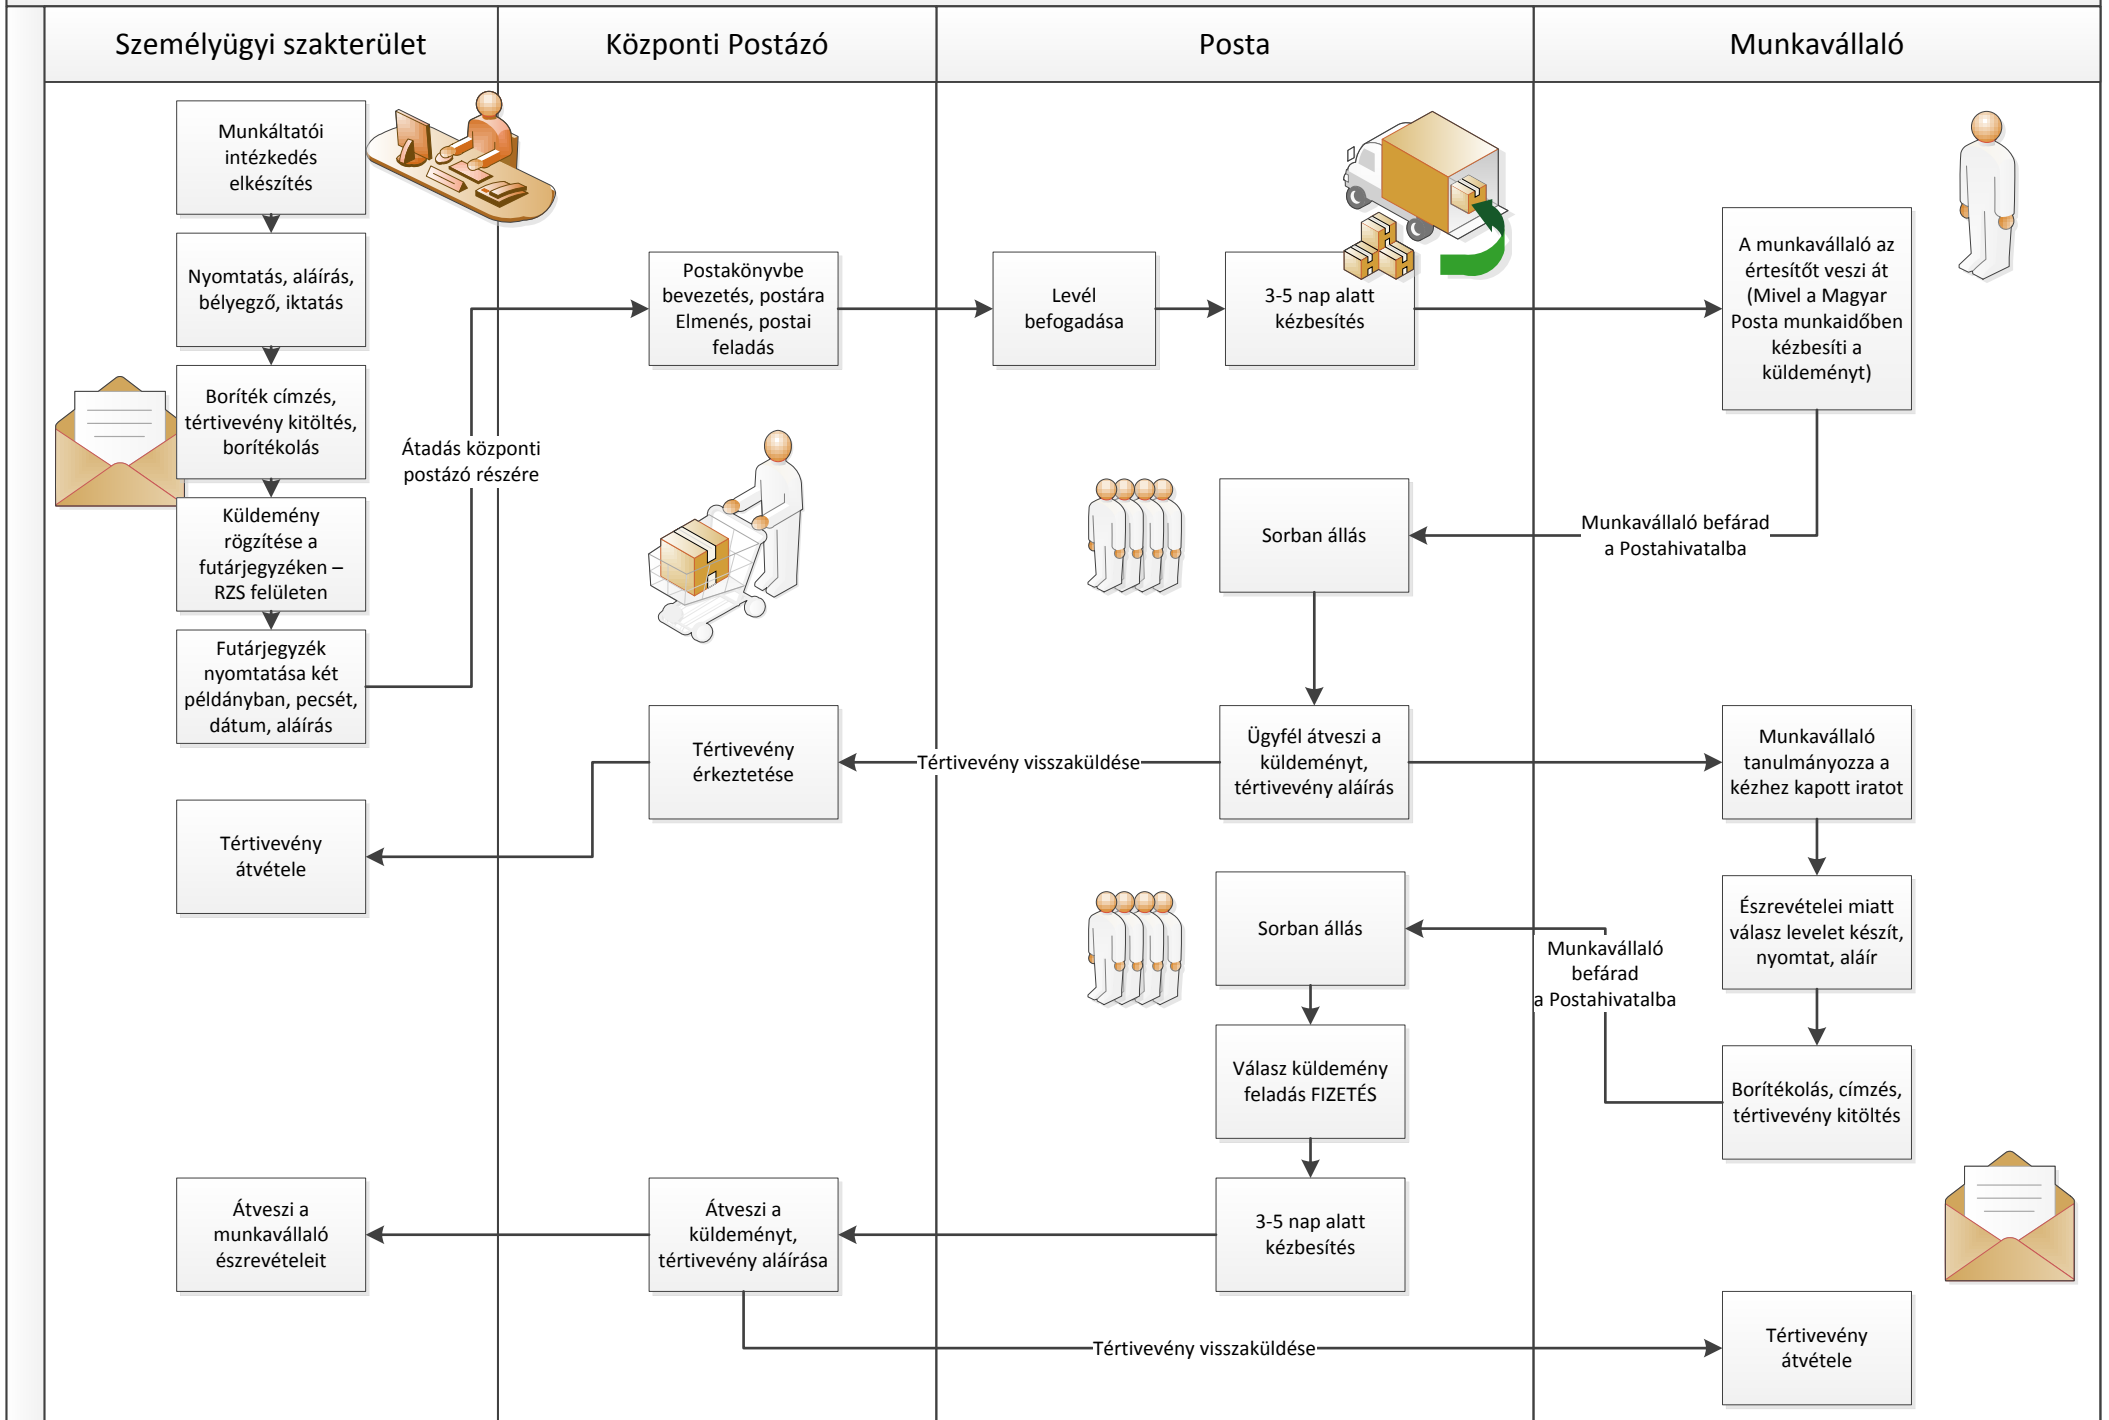 Személyügyi szakterület
Központi Postázó
Posta
Munkavállaló
Munkáltatói
intézkedés
elkészítés
Nyomtatás, aláírás,
bélyegző, iktatás
Boríték címzés,
tértivevény kitöltés,
borítékolás
Küldemény
rögzítése a
futárjegyzéken –
RZS felületen
Futárjegyzék
nyomtatása két
példányban, pecsét,
dátum, aláírás
Átadás központi
postázó részére
Postakönyvbe
bevezetés, postára
Elmenés, postai
feladás
Levél
befogadása
3-5 nap alatt
kézbesítés
A munkavállaló az
értesítőt veszi át
(Mivel a Magyar
Posta munkaidőben
kézbesíti a
küldeményt)
Munkavállaló befárad
a Postahivatalba
Sorban állás
Ügyfél átveszi a
küldeményt,
tértivevény aláírás
Tértivevény visszaküldése
Tértivevény
érkeztetése
Tértivevény
átvétele
Munkavállaló
tanulmányozza a
kézhez kapott iratot
Észrevételei miatt
válasz levelet készít,
nyomtat, aláír
Borítékolás, címzés,
tértivevény kitöltés
Munkavállaló
befárad
a Postahivatalba
Sorban állás
Válasz küldemény
feladás FIZETÉS
3-5 nap alatt
kézbesítés
Átveszi a
küldeményt,
tértivevény aláírása
Átveszi a
munkavállaló
észrevételeit
Tértivevény visszaküldése
Tértivevény
átvétele